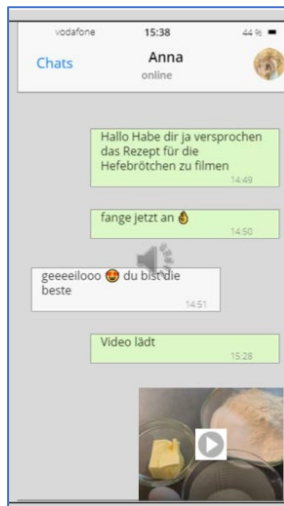 vodafone 15:38 44 %
Chats Anna
online
Hallo Habe dir ja versprochen
das Rezept für die
Hefebrötchen zu filmen
14:49
fange jetzt an
14:50
geeeeilooo 😍 du bist die
beste
14:51
Video lädt
15:28